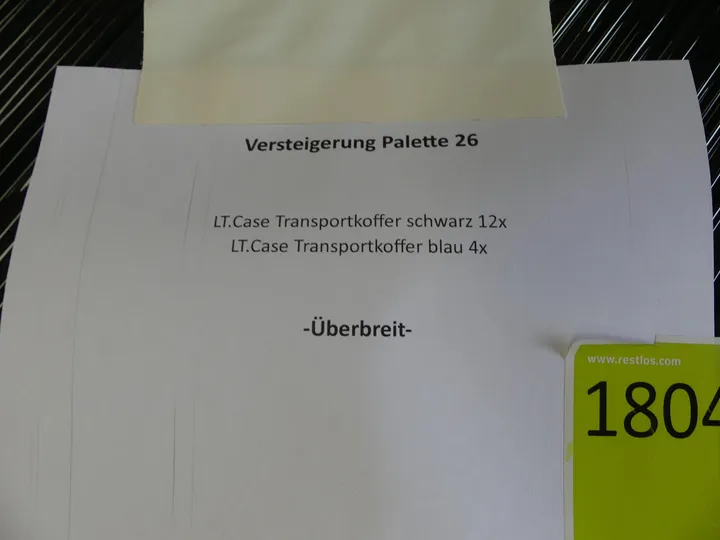 Versteigerung Palette 26
LT.Case Transportkoffer schwarz 12x
LT.Case Transportkoffer blau 4x
-Überbreit-
www.restlos.com
1804